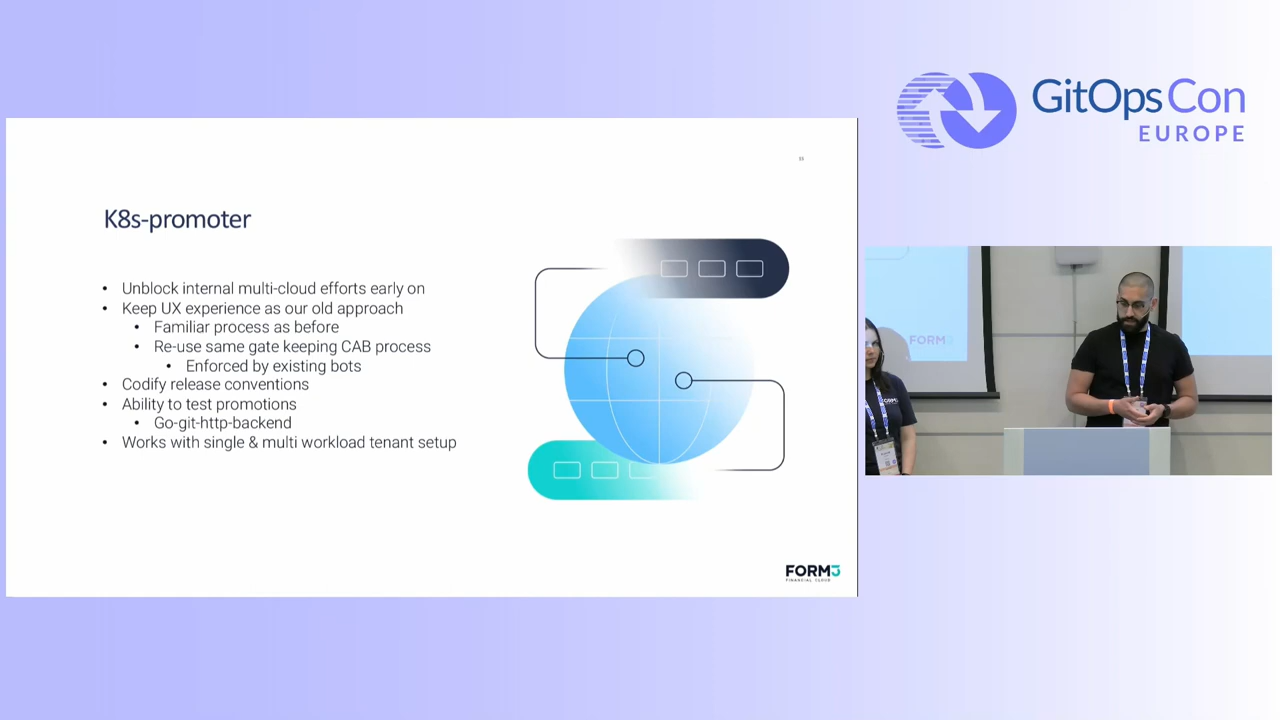 GitOpsCon
EUROPE
K8s-promoter
• Unblock internal multi-cloud efforts early on
• Keep UX experience as our old approach
• Familiar process as before
• Re-use same gate keeping CAB process
• Enforced by existing bots
• Codify release conventions
• Ability to test promotions
• Go-git-http-backend
• Works with single & multi workload tenant setup
FORM3
FINANCIAL CLOUD
FORM